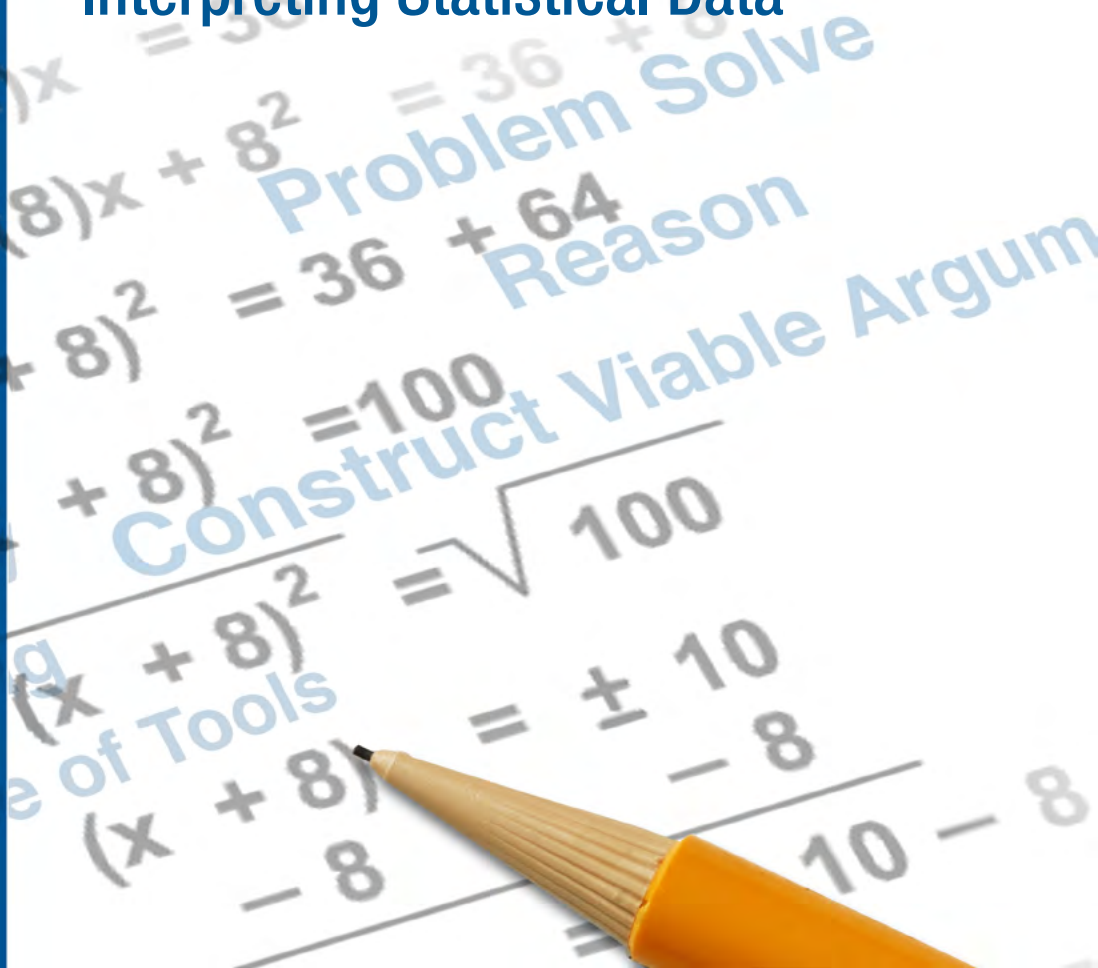 Interpreting Statistical Data
)x = 36
= 36 + 8
Problem Solve
(8)x + 8²
Reason
+ 8)² = 36 + 64
Construct Viable Argum
+ 8)² =100
(x + 8)² = √100
of Tools
(x + 8) = ± 10
− 8 − 8
10 − 8
=